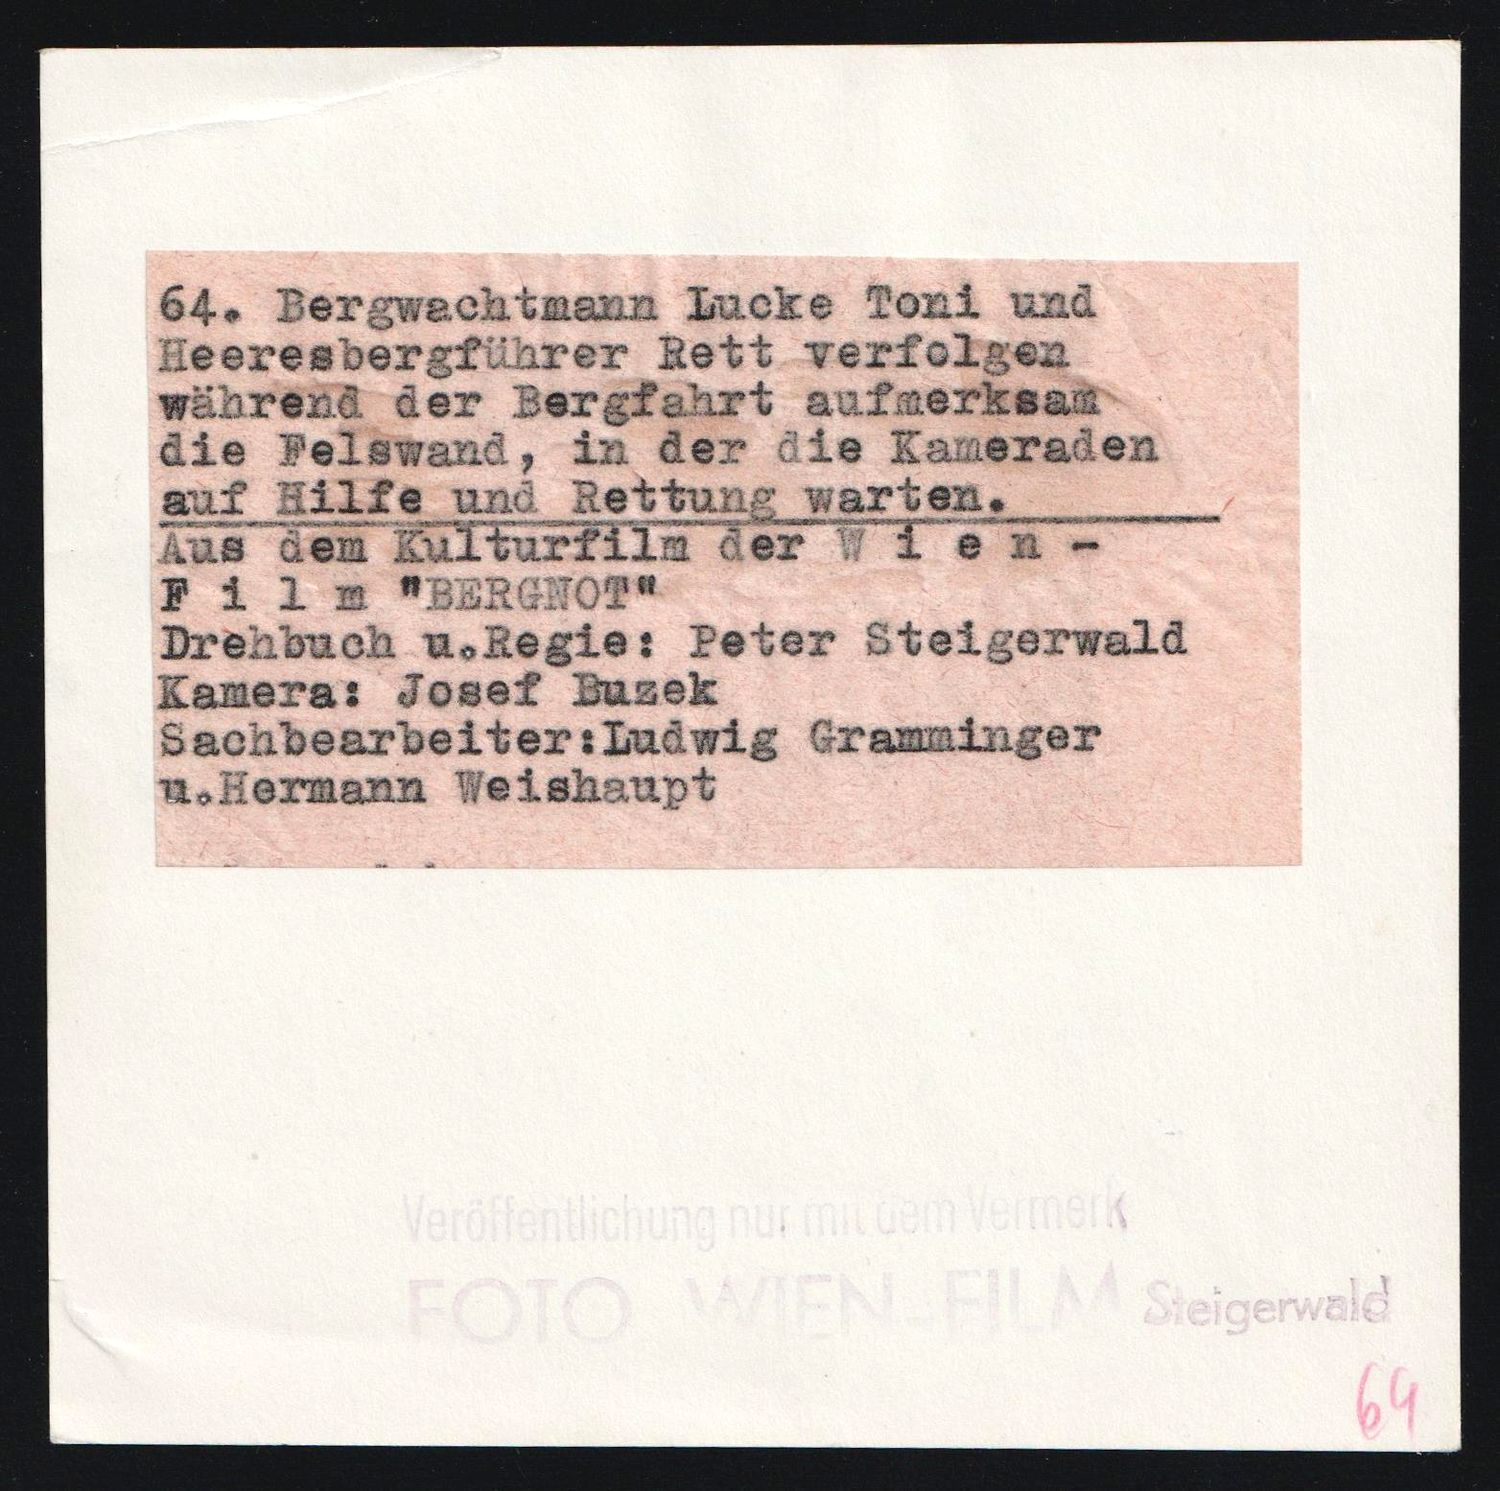 64. Bergwachtmann Lucke Toni und
Heeresbergführer Rett verfolgen
während der Bergfahrt aufmerksam
die Felswand, in der die Kameraden
auf Hilfe und Rettung warten.
Aus dem Kulturfilm der W i e n -
F i l m "BERGNOT"
Drehbuch u.Regie: Peter Steigerwald
Kamera: Josef Buzek
Sachbearbeiter:Ludwig Gramminger
u.Hermann Weishaupt
Veröffentlichung nur mit dem Vermerk
FOTO WIEN-FILM Steigerwald
64